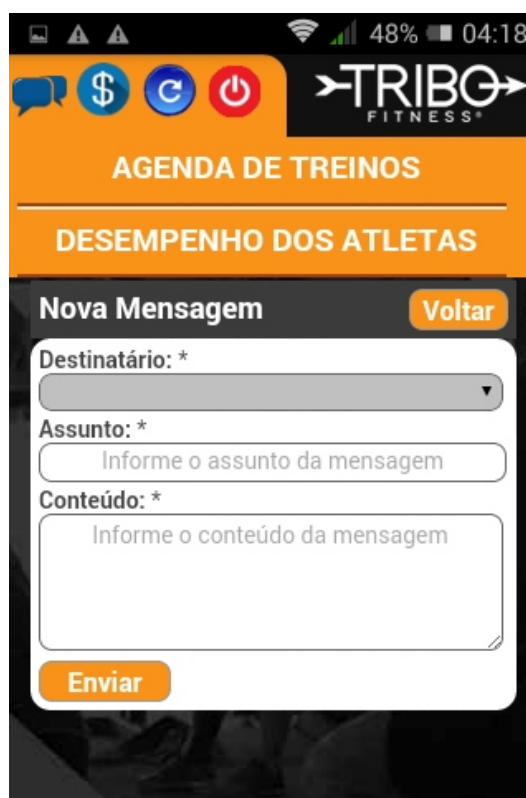 48% 04:18
$ C
TRIBO
FITNESS®
AGENDA DE TREINOS
DESEMPENHO DOS ATLETAS
Nova Mensagem Voltar
Destinatário: *
Assunto: *
Informe o assunto da mensagem
Conteúdo: *
Informe o conteúdo da mensagem
Enviar